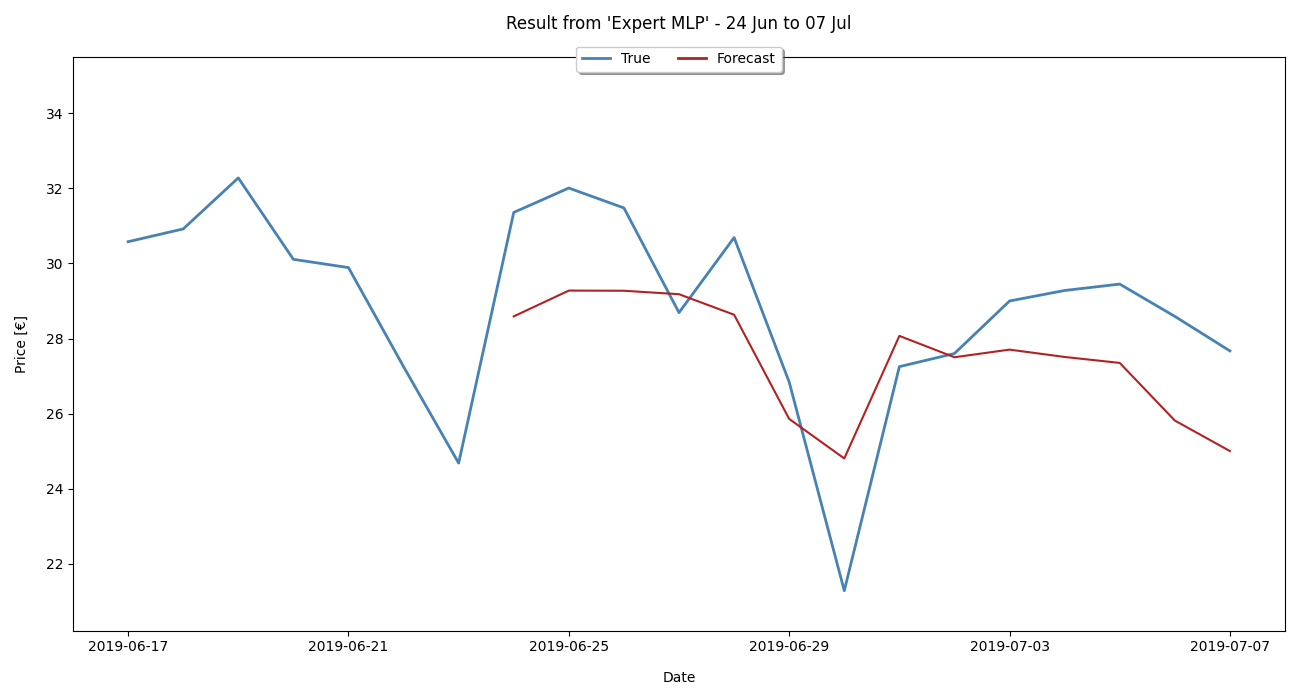 Result from 'Expert MLP' - 24 Jun to 07 Jul
True Forecast
34
32
30
28
26
24
22
Price [€]
2019-06-17 2019-06-21 2019-06-25 2019-06-29 2019-07-03 2019-07-07
Date